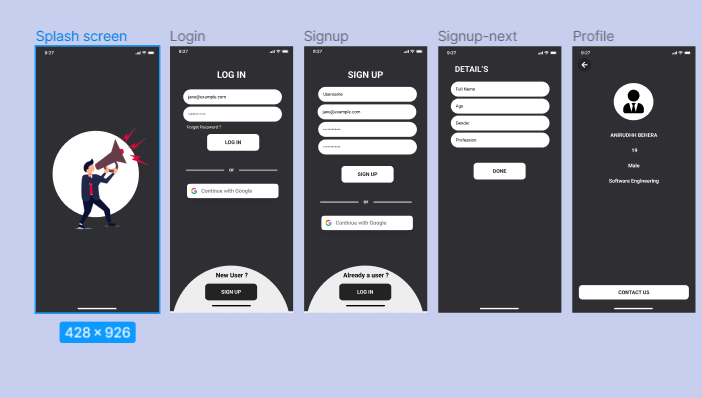 Splash screen
9:27
428 × 926
Login
9:27
LOG IN
jane@example.com
Forgot Password ?
LOG IN
or
Continue with Google
New User ?
SIGN UP
Signup
9:27
SIGN UP
Username
jane@example.com
SIGN UP
or
Continue with Google
Already a user ?
LOG IN
Signup-next
9:27
DETAIL'S
Full Name
Age
Gender
Profession
DONE
Profile
9:27
ANIRUDHH BEHERA
19
Male
Software Engineering
CONTACT US